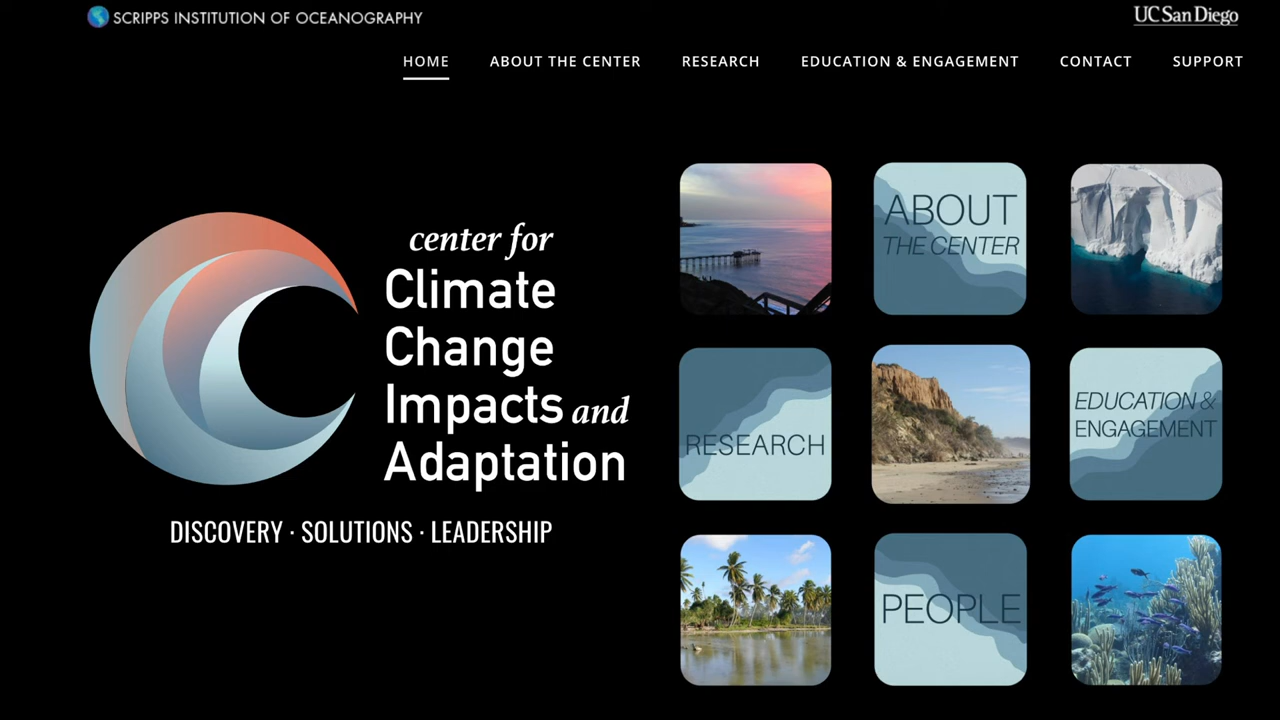 SCRIPPS INSTITUTION OF OCEANOGRAPHY
UC San Diego
HOME ABOUT THE CENTER RESEARCH EDUCATION & ENGAGEMENT CONTACT SUPPORT
center for
Climate
Change
Impacts and
Adaptation
DISCOVERY · SOLUTIONS · LEADERSHIP
ABOUT
THE CENTER
RESEARCH
EDUCATION &
ENGAGEMENT
PEOPLE